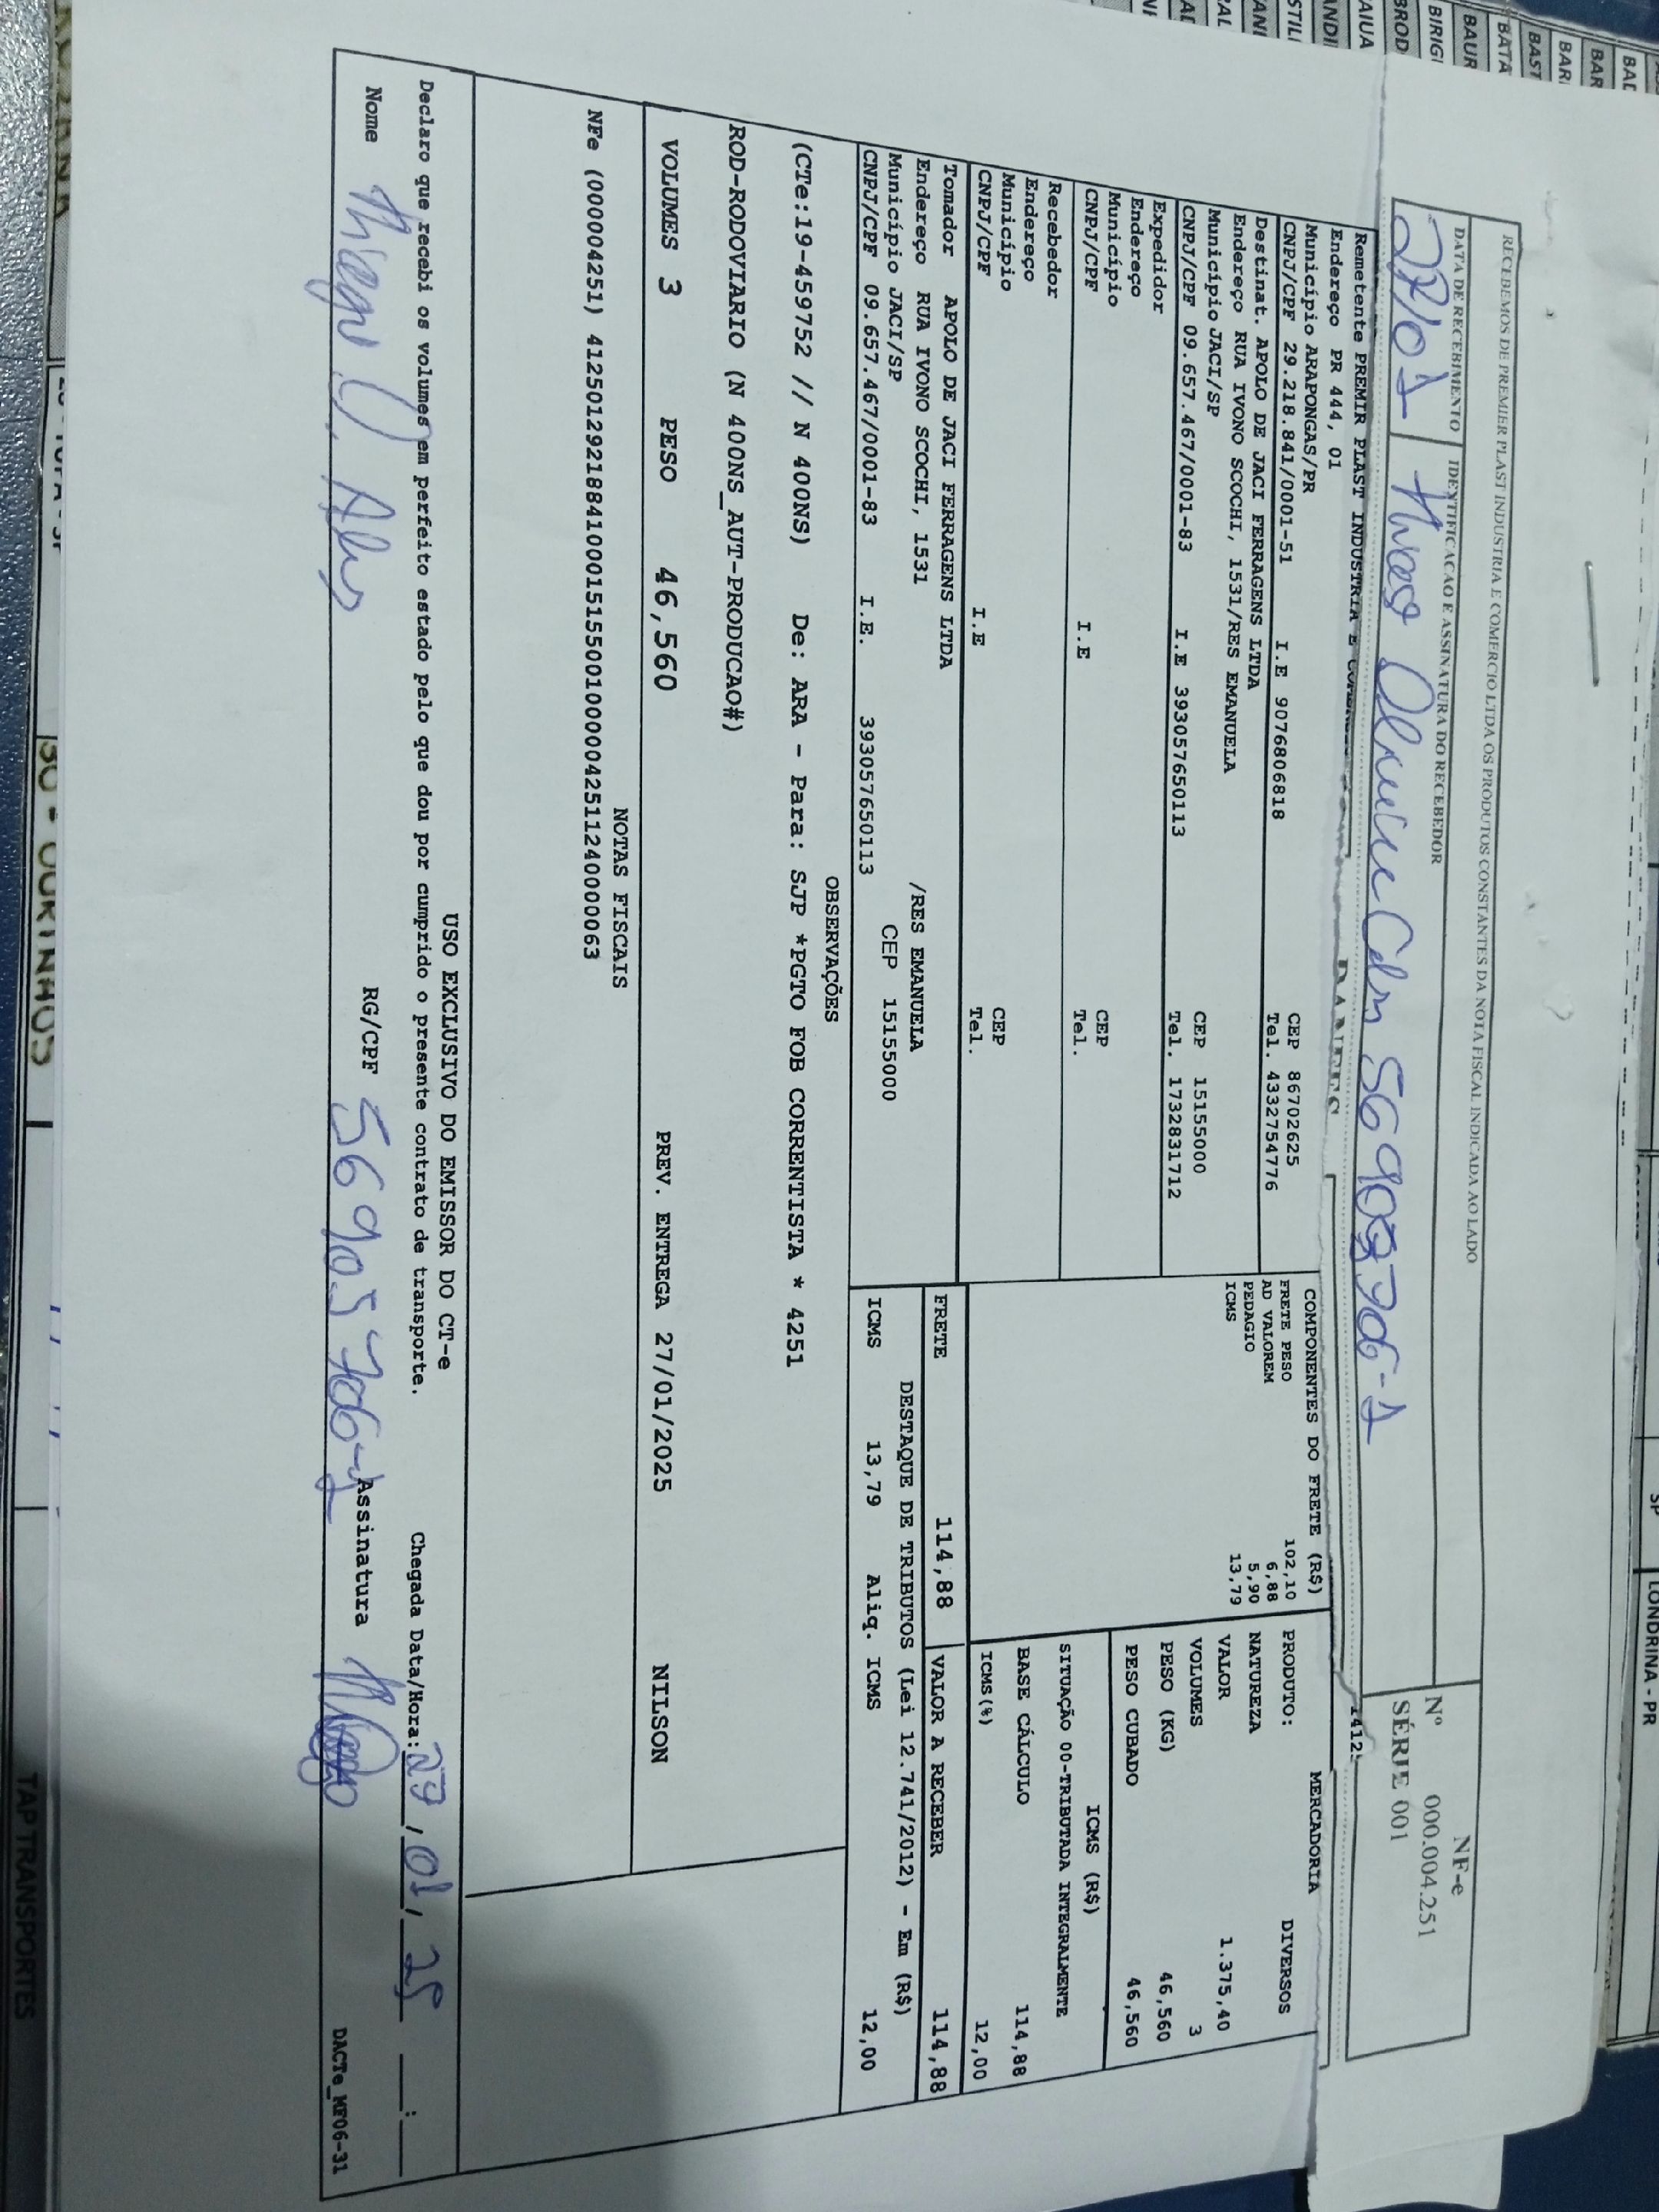 RECEBEMOS DE PREMIER PLAST INDUSTRIA E COMERCIO LTDA OS PRODUTOS CONSTANTES DA NOTA FISCAL INDICADA AO LADO
DATA DE RECEBIMENTO
IDENTIFICACAO E ASSINATURA DO RECEBEDOR
NF-e
Nº 000.004.251
SÉRIE 001
Remetente PREMIR PLAST INDUSTRIA E
Endereço PR 444, 01
Município ARAPONGAS/PR CEP 86702625
CNPJ/CPF 29.218.841/0001-51 I.E 9076806818 Tel. 4332754776
Destinat. APOLO DE JACI FERRAGENS LTDA
Endereço RUA IVONO SCOCHI, 1531/RES EMANUELA
Município JACI/SP CEP 15155000
CNPJ/CPF 09.657.467/0001-83 I.E 393057650113 Tel. 1732831712
Expedidor
Endereço
Município CEP
CNPJ/CPF I.E Tel.
Recebedor
Endereço
Município CEP
CNPJ/CPF I.E Tel.
Tomador APOLO DE JACI FERRAGENS LTDA
Endereço RUA IVONO SCOCHI, 1531 /RES EMANUELA
Município JACI/SP CEP 15155000
CNPJ/CPF 09.657.467/0001-83 I.E. 393057650113
COMPONENTES DO FRETE (R$)
FRETE PESO 102,10
AD VALOREM 6,88
PEDAGIO 5,90
ICMS 13,79
MERCADORIA
PRODUTO: DIVERSOS
NATUREZA
VALOR 1.375,40
VOLUMES 3
PESO (KG) 46,560
PESO CUBADO 46,560
ICMS (R$)
SITUAÇÃO 00-TRIBUTADA INTEGRALMENTE
BASE CÁLCULO 114,88
ICMS(%) 12,00
FRETE 114,88 VALOR A RECEBER 114,88
DESTAQUE DE TRIBUTOS (Lei 12.741/2012) - Em (R$)
ICMS 13,79 Aliq. ICMS 12,00
OBSERVAÇÕES
(CTe:19-459752 // N 400NS) De: ARA - Para: SJP *PGTO FOB CORRENTISTA * 4251
ROD-RODOVIARIO (N 400NS_AUT-PRODUCAO#)
VOLUMES 3 PESO 46,560 PREV. ENTREGA 27/01/2025 NILSON
NOTAS FISCAIS
NFe (000004251) 41250129218841000151550010000042511240000063
USO EXCLUSIVO DO EMISSOR DO CT-e
Declaro que recebi os volumes em perfeito estado pelo que dou por cumprido o presente contrato de transporte. Chegada Data/Hora: 27/01/25 __:__
Nome RG/CPF Assinatura
DACTe_MF06-31
TAP TRANSPORTES
LONDRINA - PR